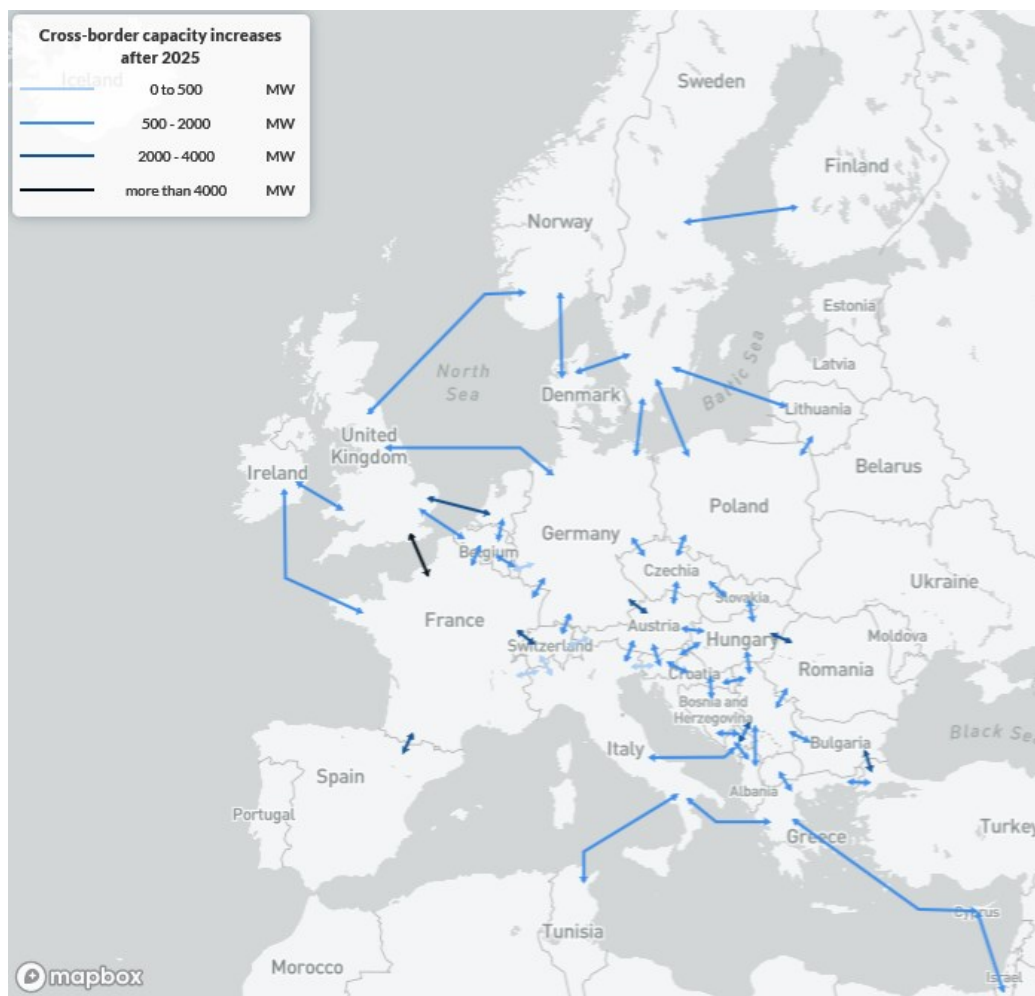 Cross-border capacity increases
after 2025
0 to 500 MW
500 - 2000 MW
2000 - 4000 MW
more than 4000 MW
Iceland
Sweden
Finland
Norway
Estonia
North
Sea
Baltic Sea
Latvia
Denmark
Lithuania
United
Kingdom
Ireland
Belarus
Poland
Germany
Belgium
Czechia
Ukraine
Slovakia
France
Austria
Moldova
Switzerland
Hungary
Romania
Croatia
Bosnia and
Herzegovina
Black Se
Italy
Bulgaria
Spain
Albania
Portugal
Greece
Turkey
Cyprus
Tunisia
Morocco
Israel
mapbox